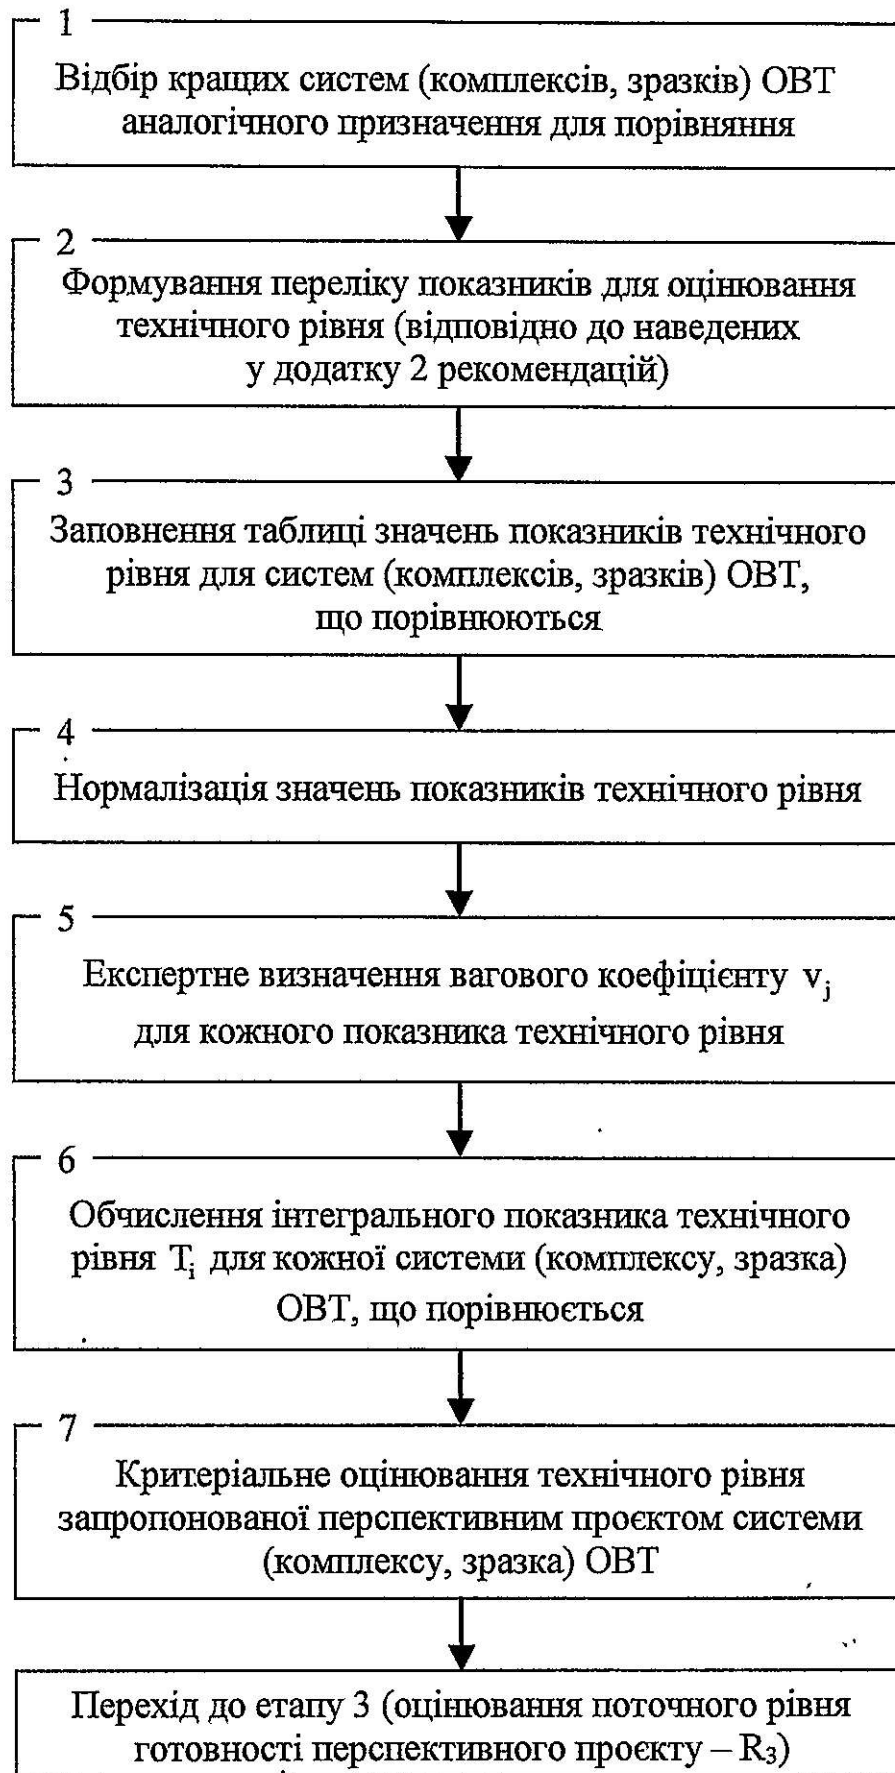 1
Відбір кращих систем (комплексів, зразків) ОВТ
аналогічного призначення для порівняння
2
Формування переліку показників для оцінювання
технічного рівня (відповідно до наведених
у додатку 2 рекомендацій)
3
Заповнення таблиці значень показників технічного
рівня для систем (комплексів, зразків) ОВТ,
що порівнюються
4
Нормалізація значень показників технічного рівня
5
Експертне визначення вагового коефіцієнту vj
для кожного показника технічного рівня
6
Обчислення інтегрального показника технічного
рівня Ti для кожної системи (комплексу, зразка)
ОВТ, що порівнюється
7
Критеріальне оцінювання технічного рівня
запропонованої перспективним проєктом системи
(комплексу, зразка) ОВТ
Перехід до етапу 3 (оцінювання поточного рівня
готовності перспективного проєкту – R3)